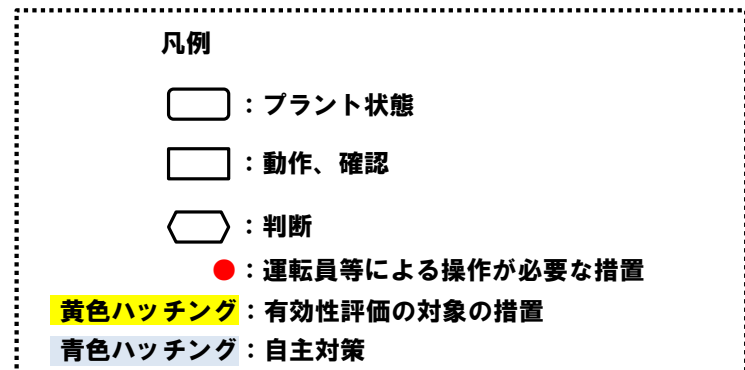 凡例
：プラント状態
：動作、確認
：判断
：運転員等による操作が必要な措置
黄色ハッチング：有効性評価の対象の措置
青色ハッチング：自主対策